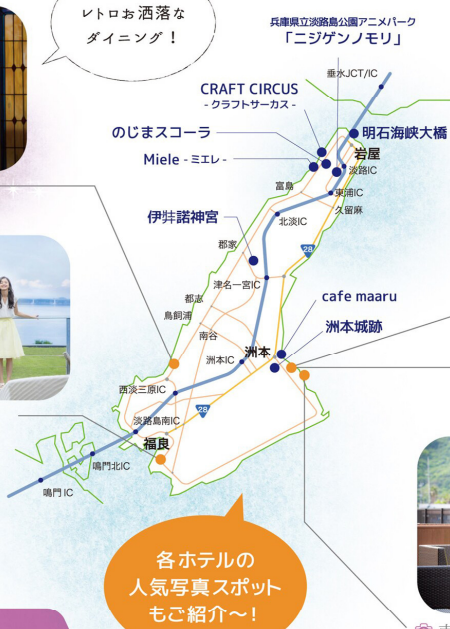 レトロお洒落な
ダイニング！
兵庫県立淡路島公園アニメパーク
「ニジゲンノモリ」
垂水JCT/IC
CRAFT CIRCUS
- クラフトサーカス -
のじまスコーラ
明石海峡大橋
岩屋
Miele - ミエレ -
淡路IC
富島
東浦IC
久留麻
伊弉諾神宮
北淡IC
郡家
28
津名一宮IC
都志
cafe maaru
鳥飼浦
洲本城跡
南谷
洲本
洲本IC
西淡三原IC
28
淡路島南IC
福良
鳴門北IC
鳴門IC
各ホテルの
人気写真スポット
もご紹介〜！